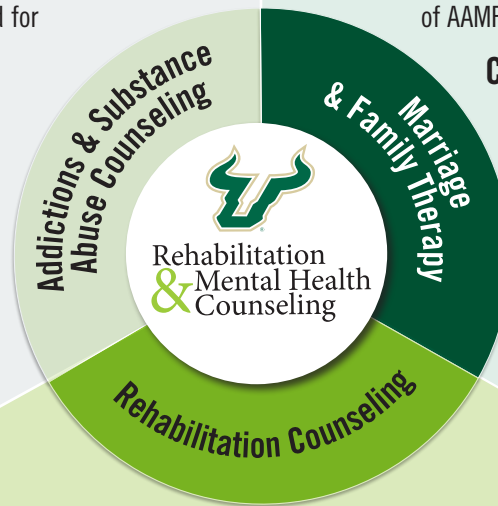 d for
of AAMF
C
Addictions & Substance
Abuse Counseling
Marriage
& Family Therapy
Rehabilitation
& Mental Health
Counseling
Rehabilitation Counseling